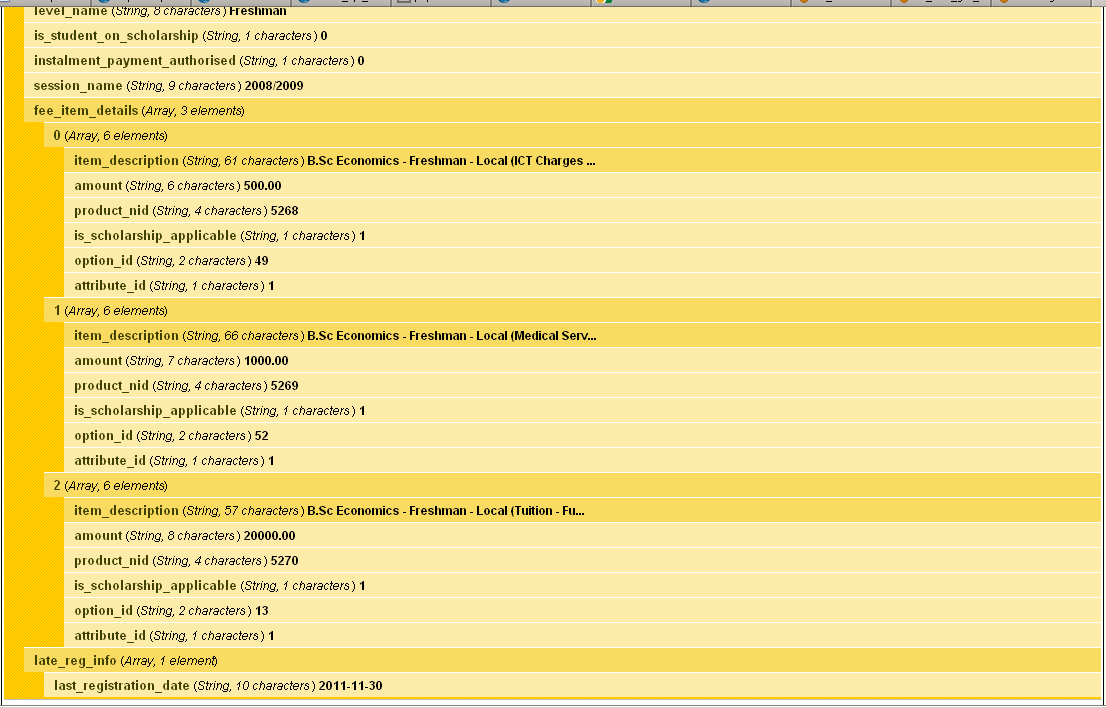 level_name (String, 8 characters ) Freshman
is_student_on_scholarship (String, 1 characters ) 0
instalment_payment_authorised (String, 1 characters ) 0
session_name (String, 9 characters ) 2008/2009
fee_item_details (Array, 3 elements)
0 (Array, 6 elements)
item_description (String, 61 characters ) B.Sc Economics - Freshman - Local (ICT Charges ...
amount (String, 6 characters ) 500.00
product_nid (String, 4 characters ) 5268
is_scholarship_applicable (String, 1 characters ) 1
option_id (String, 2 characters ) 49
attribute_id (String, 1 characters ) 1
1 (Array, 6 elements)
item_description (String, 66 characters ) B.Sc Economics - Freshman - Local (Medical Serv...
amount (String, 7 characters ) 1000.00
product_nid (String, 4 characters ) 5269
is_scholarship_applicable (String, 1 characters ) 1
option_id (String, 2 characters ) 52
attribute_id (String, 1 characters ) 1
2 (Array, 6 elements)
item_description (String, 57 characters ) B.Sc Economics - Freshman - Local (Tuition - Fu...
amount (String, 8 characters ) 20000.00
product_nid (String, 4 characters ) 5270
is_scholarship_applicable (String, 1 characters ) 1
option_id (String, 2 characters ) 13
attribute_id (String, 1 characters ) 1
late_reg_info (Array, 1 element)
last_registration_date (String, 10 characters ) 2011-11-30